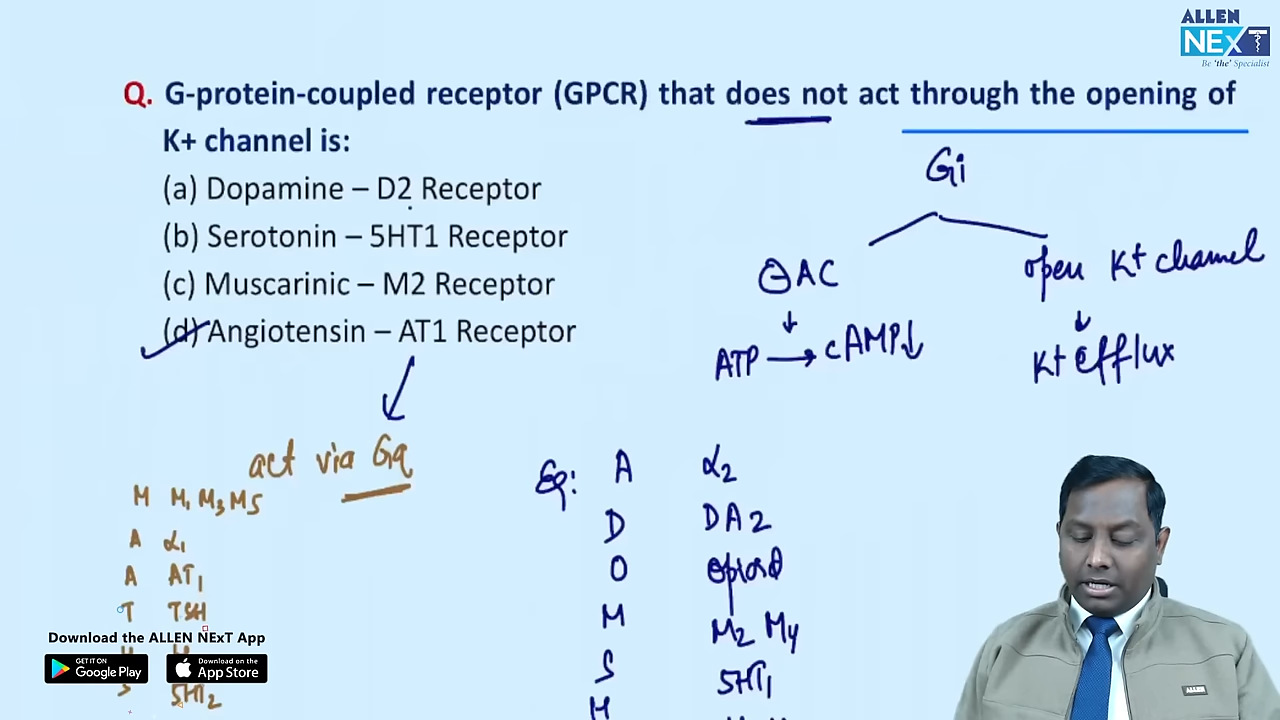 ALLEN
NEXT
Be 'the' Specialist
Q. G-protein-coupled receptor (GPCR) that does not act through the opening of
K+ channel is:
(a) Dopamine – D2 Receptor
(b) Serotonin – 5HT1 Receptor
(c) Muscarinic – M2 Receptor
(d) Angiotensin – AT1 Receptor
Gi
⊖AC
open K+ channel
ATP → cAMP↓
K+ efflux
act via Gq
M M1 M3 M5
A α1
A AT1
T TSH
S 5HT2
Eg:
A α2
D DA2
O opioid
M M2 M4
S 5HT1
H
Download the ALLEN NExT App
GET IT ON
Google Play
Download on the
App Store
ALLEN